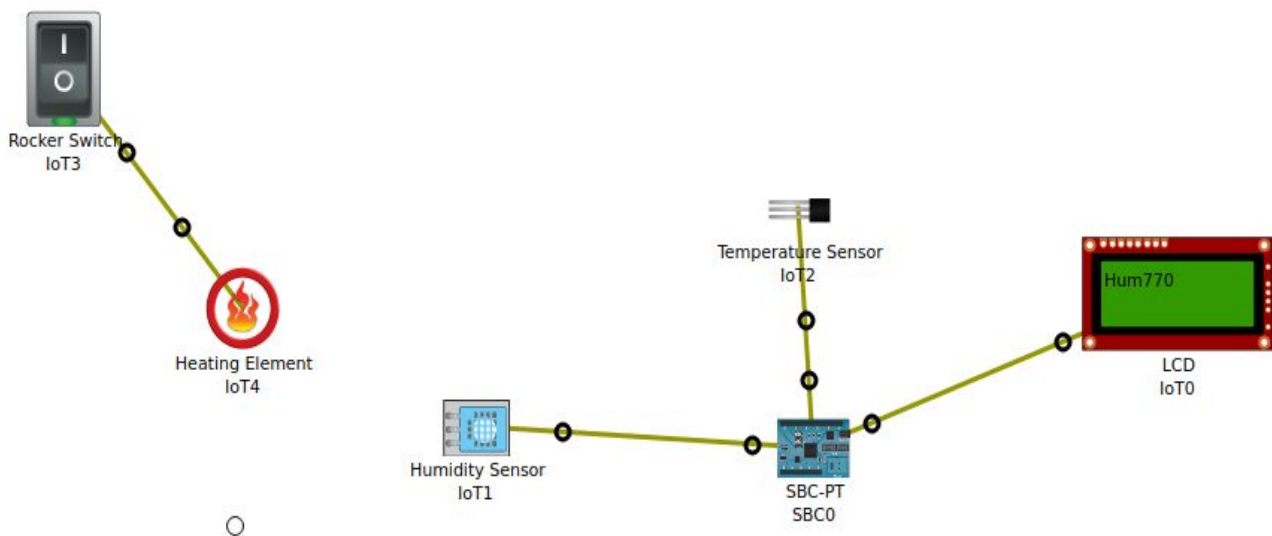 Rocker Switch
IoT3
Temperature Sensor
IoT2
Hum770
LCD
IoT0
Heating Element
IoT4
Humidity Sensor
IoT1
SBC-PT
SBC0